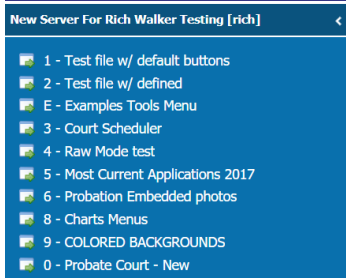 New Server For Rich Walker Testing [rich]
1 - Test file w/ default buttons
2 - Test file w/ defined
E - Examples Tools Menu
3 - Court Scheduler
4 - Raw Mode test
5 - Most Current Applications 2017
6 - Probation Embedded photos
8 - Charts Menus
9 - COLORED BACKGROUNDS
0 - Probate Court - New